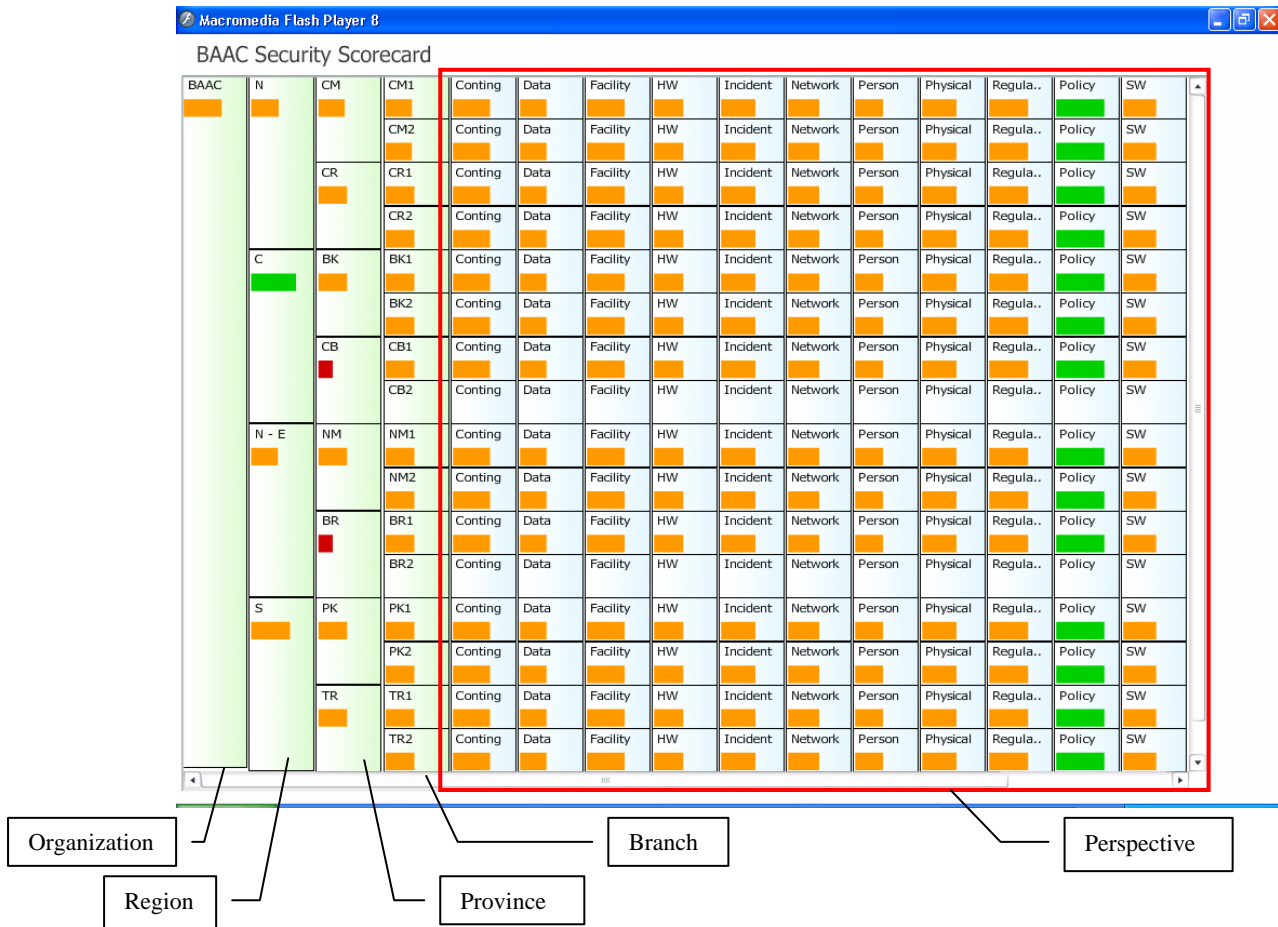 Macromedia Flash Player 8
BAAC Security Scorecard
BAAC N CM CM1 Conting Data Facility HW Incident Network Person Physical Regula.. Policy SW
CM2 Conting Data Facility HW Incident Network Person Physical Regula.. Policy SW
CR CR1 Conting Data Facility HW Incident Network Person Physical Regula.. Policy SW
CR2 Conting Data Facility HW Incident Network Person Physical Regula.. Policy SW
C BK BK1 Conting Data Facility HW Incident Network Person Physical Regula.. Policy SW
BK2 Conting Data Facility HW Incident Network Person Physical Regula.. Policy SW
CB CB1 Conting Data Facility HW Incident Network Person Physical Regula.. Policy SW
CB2 Conting Data Facility HW Incident Network Person Physical Regula.. Policy SW
N - E NM NM1 Conting Data Facility HW Incident Network Person Physical Regula.. Policy SW
NM2 Conting Data Facility HW Incident Network Person Physical Regula.. Policy SW
BR BR1 Conting Data Facility HW Incident Network Person Physical Regula.. Policy SW
BR2 Conting Data Facility HW Incident Network Person Physical Regula.. Policy SW
S PK PK1 Conting Data Facility HW Incident Network Person Physical Regula.. Policy SW
PK2 Conting Data Facility HW Incident Network Person Physical Regula.. Policy SW
TR TR1 Conting Data Facility HW Incident Network Person Physical Regula.. Policy SW
TR2 Conting Data Facility HW Incident Network Person Physical Regula.. Policy SW
Organization Branch Perspective
Region Province